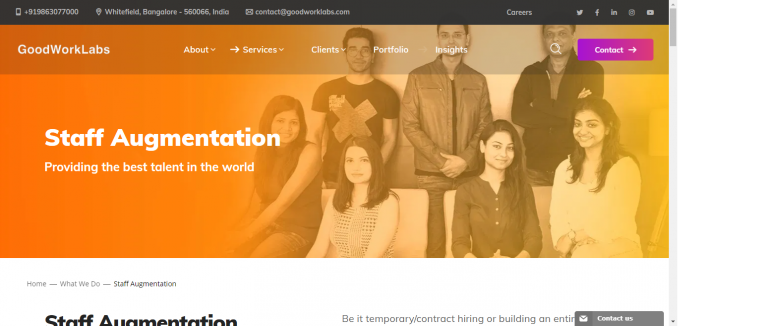 +919863077000 Whitefield, Bangalore - 560066, India contact@goodworklabs.com Careers
GoodWorkLabs About Services Clients Portfolio Insights Contact
Staff Augmentation
Providing the best talent in the world
Home — What We Do — Staff Augmentation
Staff Augmentation
Be it temporary/contract hiring or building an entir
Contact us